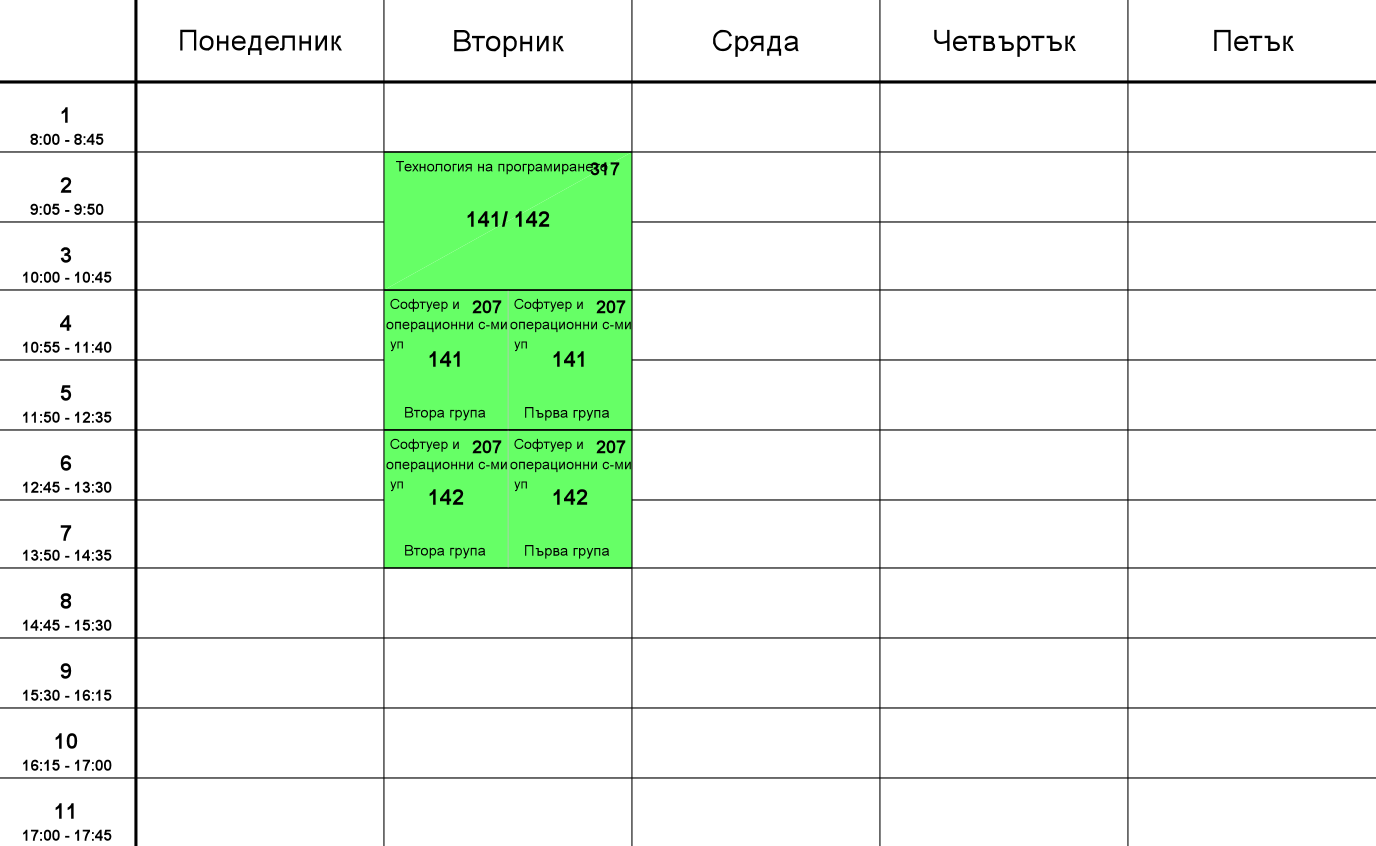 Понеделник
Вторник
Сряда
Четвъртък
Петък
1
8:00 - 8:45
2
9:05 - 9:50
Технология на програмирането
317
141/ 142
3
10:00 - 10:45
4
10:55 - 11:40
Софтуер и
207
операционни с-ми
уп
141
Втора група
Софтуер и
207
операционни с-ми
уп
141
Първа група
5
11:50 - 12:35
6
12:45 - 13:30
Софтуер и
207
операционни с-ми
уп
142
Втора група
Софтуер и
207
операционни с-ми
уп
142
Първа група
7
13:50 - 14:35
8
14:45 - 15:30
9
15:30 - 16:15
10
16:15 - 17:00
11
17:00 - 17:45